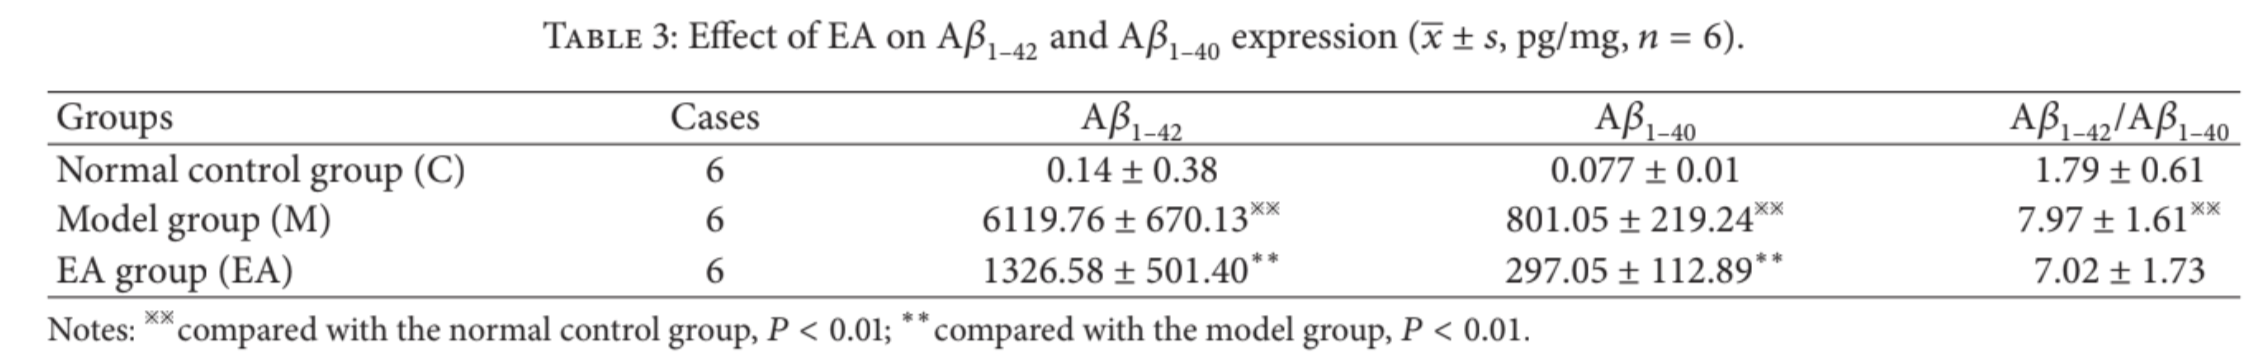 TABLE 3: Effect of EA on Aβ₁₋₄₂ and Aβ₁₋₄₀ expression (x̅ ± s, pg/mg, n = 6).
Groups Cases Aβ₁₋₄₂ Aβ₁₋₄₀ Aβ₁₋₄₂/Aβ₁₋₄₀
Normal control group (C) 6 0.14 ± 0.38 0.077 ± 0.01 1.79 ± 0.61
Model group (M) 6 6119.76 ± 670.13※※ 801.05 ± 219.24※※ 7.97 ± 1.61※※
EA group (EA) 6 1326.58 ± 501.40** 297.05 ± 112.89** 7.02 ± 1.73
Notes: ※※compared with the normal control group, P < 0.01; **compared with the model group, P < 0.01.